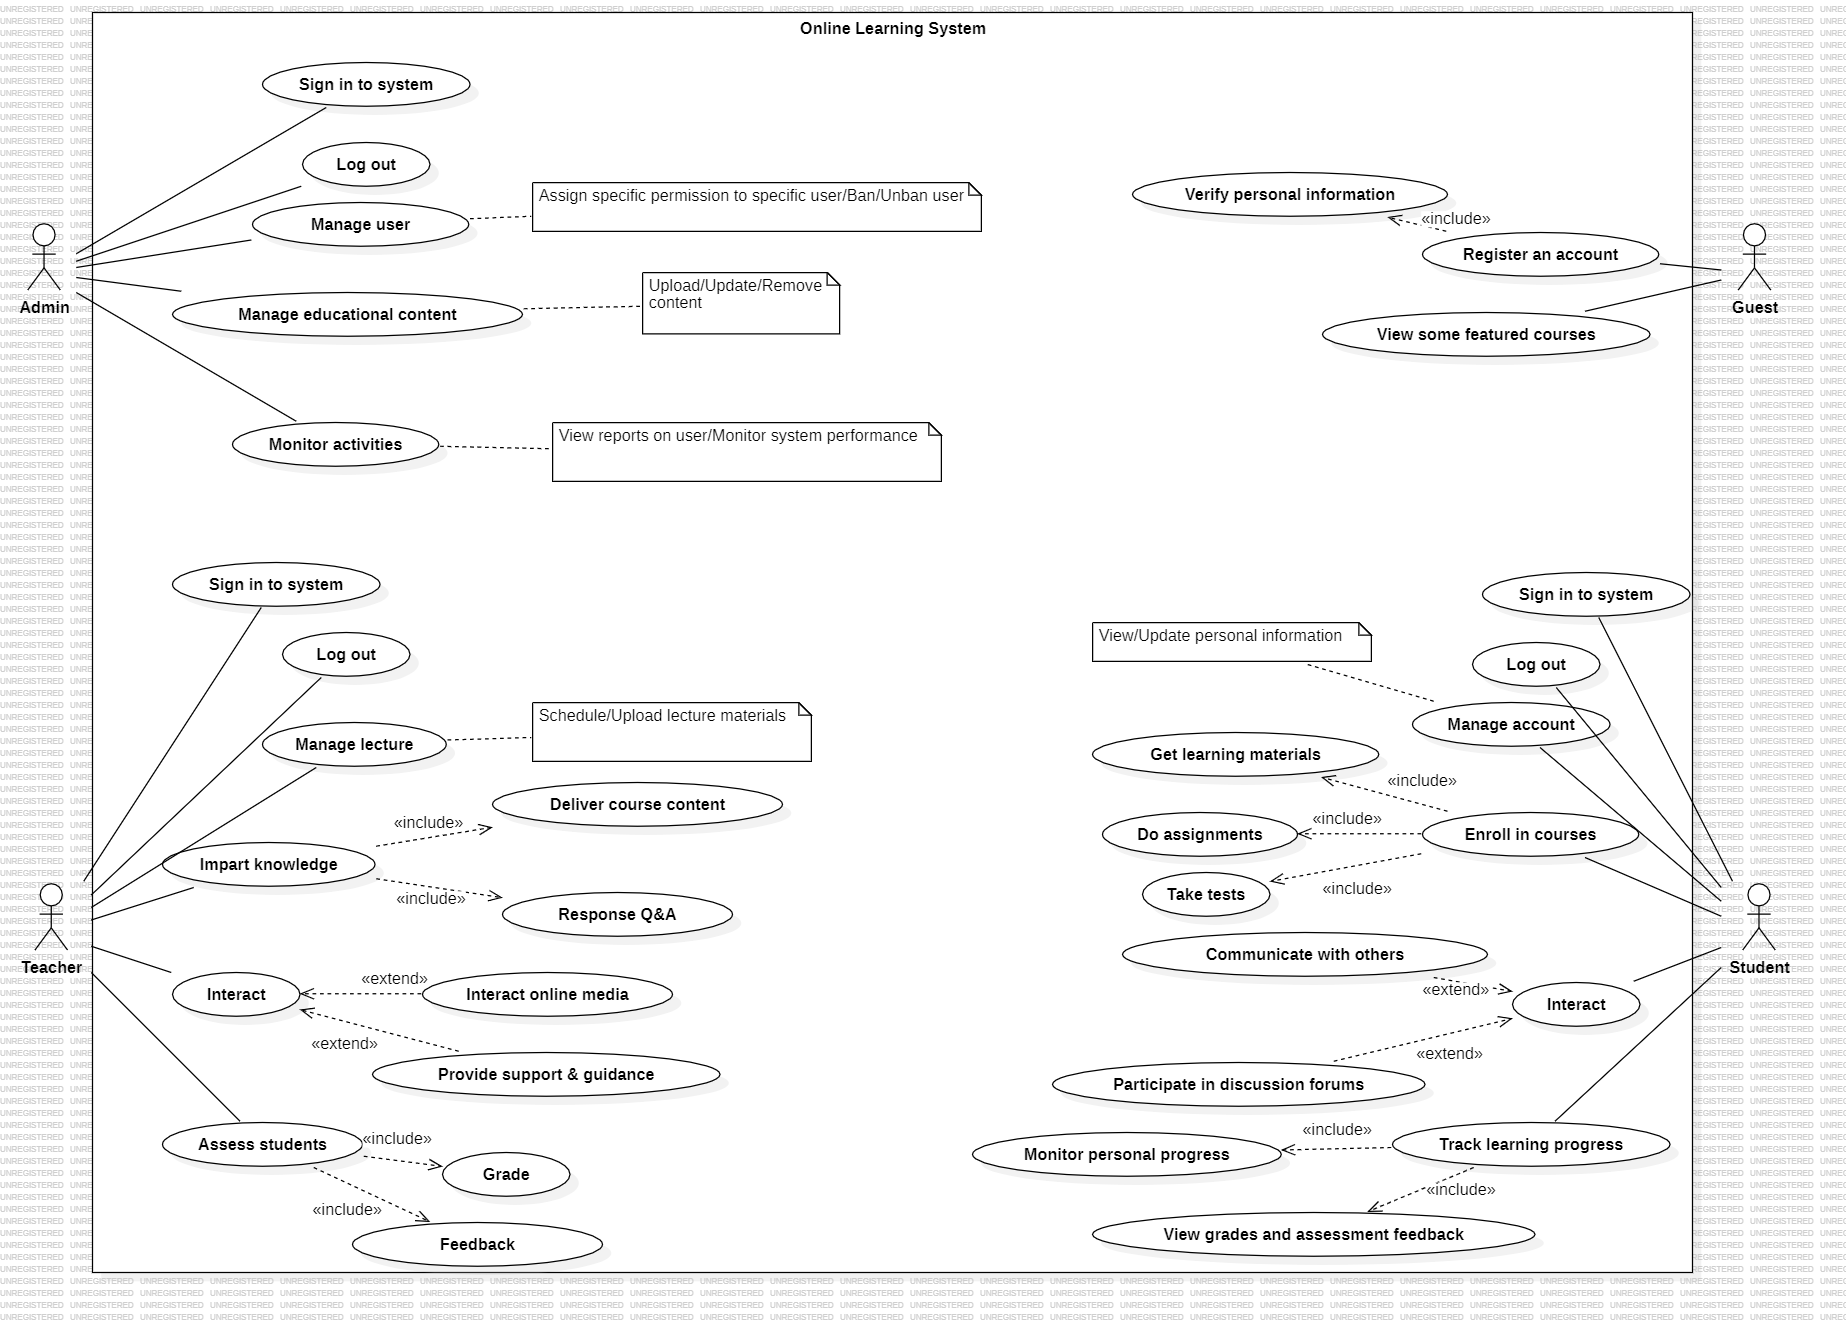 Online Learning System
Sign in to system
Log out
Assign specific permission to specific user/Ban/Unban user
Manage user
Verify personal information
«include»
Register an account
Admin
Guest
Upload/Update/Remove
content
Manage educational content
View some featured courses
Monitor activities
View reports on user/Monitor system performance
Sign in to system
Log out
Manage lecture
Schedule/Upload lecture materials
Deliver course content
«include»
Impart knowledge
«include»
Response Q&A
Teacher
Interact
«extend»
Interact online media
«extend»
Provide support & guidance
Assess students
«include»
Grade
«include»
Feedback
Sign in to system
View/Update personal information
Log out
Manage account
Get learning materials
«include»
Do assignments
«include»
Enroll in courses
Take tests
«include»
Communicate with others
Student
«extend»
Interact
«extend»
Participate in discussion forums
«include»
Track learning progress
Monitor personal progress
«include»
View grades and assessment feedback
UNREGISTERED